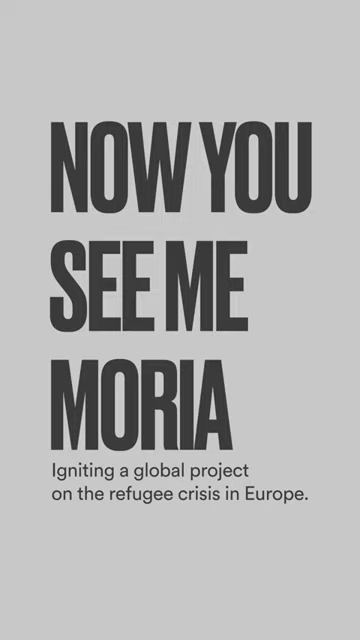 NOW YOU
SEE ME
MORIA
Igniting a global project
on the refugee crisis in Europe.